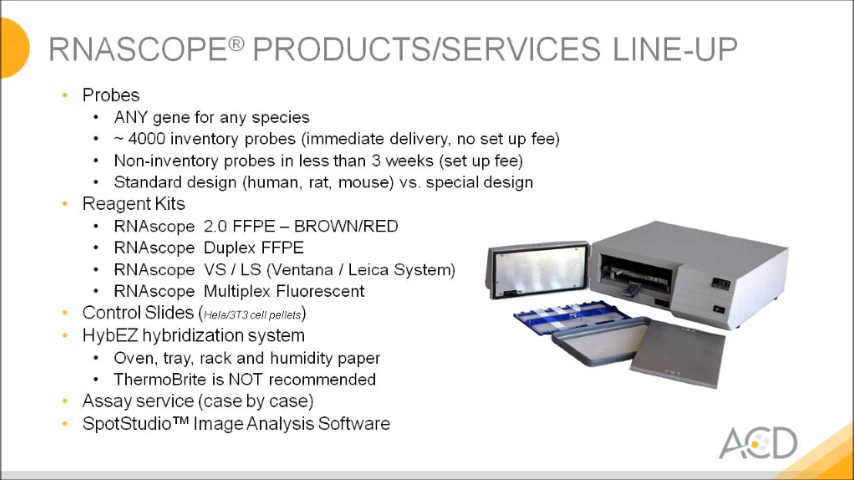 RNASCOPE® PRODUCTS/SERVICES LINE-UP
• Probes
• ANY gene for any species
• ~ 4000 inventory probes (immediate delivery, no set up fee)
• Non-inventory probes in less than 3 weeks (set up fee)
• Standard design (human, rat, mouse) vs. special design
• Reagent Kits
• RNAscope 2.0 FFPE – BROWN/RED
• RNAscope Duplex FFPE
• RNAscope VS / LS (Ventana / Leica System)
• RNAscope Multiplex Fluorescent
• Control Slides (Hela/3T3 cell pellets)
• HybEZ hybridization system
• Oven, tray, rack and humidity paper
• ThermoBrite is NOT recommended
• Assay service (case by case)
• SpotStudio™ Image Analysis Software
ACD